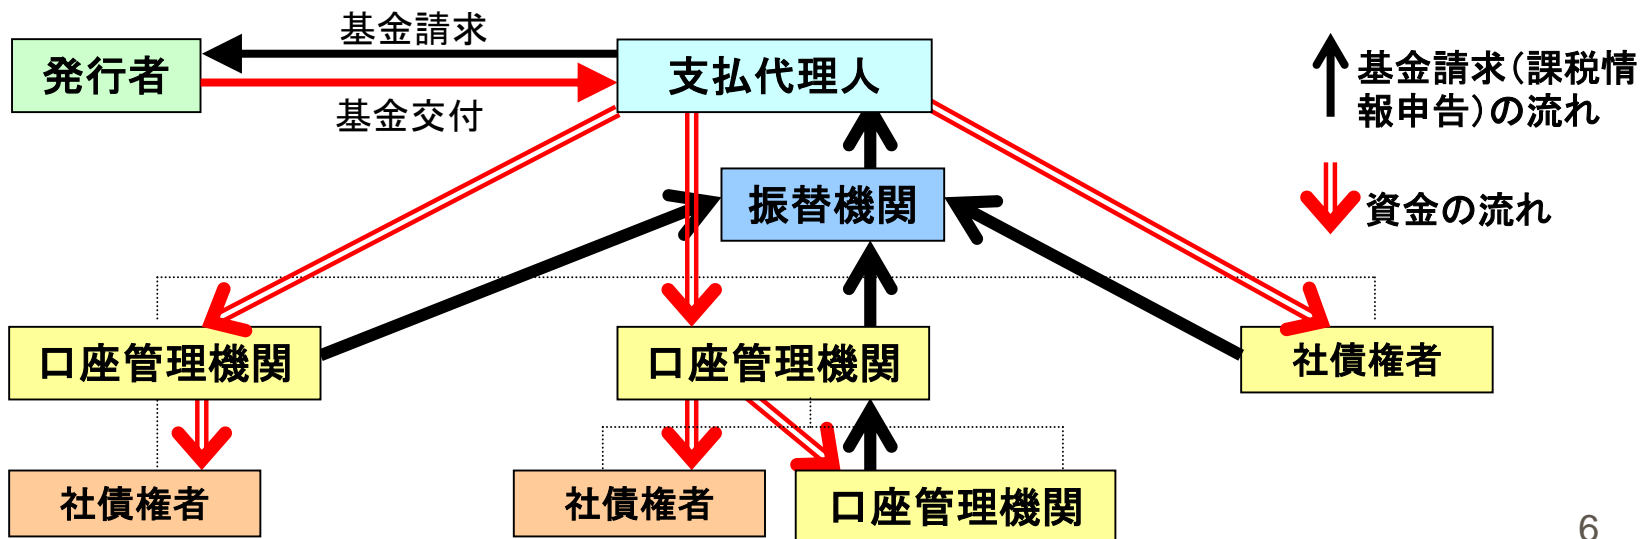 基金請求
発行者
支払代理人
基金交付
基金請求(課税情
報申告)の流れ
振替機関
資金の流れ
口座管理機関
口座管理機関
社債権者
社債権者
社債権者
口座管理機関
6